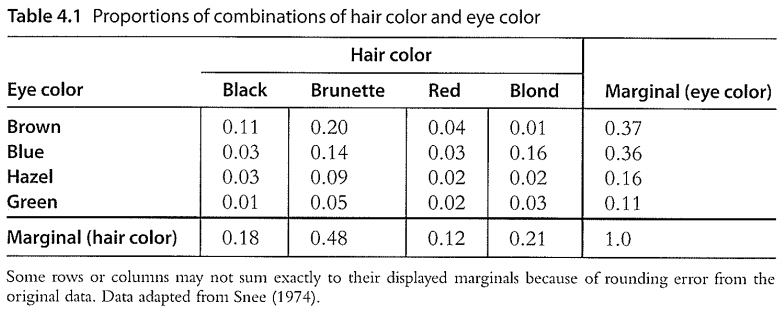 Table 4.1 Proportions of combinations of hair color and eye color
Hair color
Eye color Black Brunette Red Blond Marginal (eye color)
Brown 0.11 0.20 0.04 0.01 0.37
Blue 0.03 0.14 0.03 0.16 0.36
Hazel 0.03 0.09 0.02 0.02 0.16
Green 0.01 0.05 0.02 0.03 0.11
Marginal (hair color) 0.18 0.48 0.12 0.21 1.0
Some rows or columns may not sum exactly to their displayed marginals because of rounding error from the
original data. Data adapted from Snee (1974).